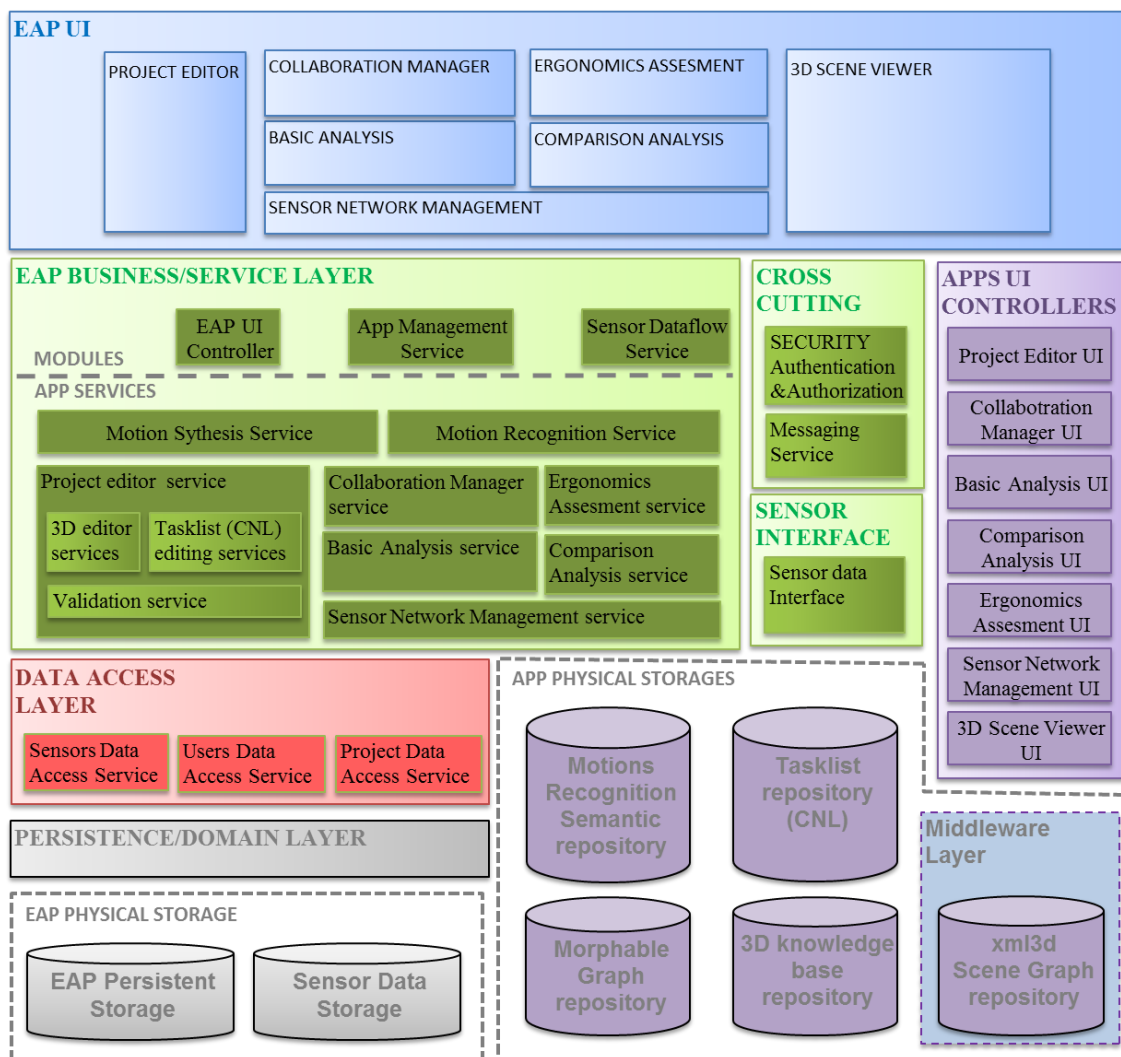 EAP UI
PROJECT EDITOR
COLLABORATION MANAGER
ERGONOMICS ASSESMENT
3D SCENE VIEWER
BASIC ANALYSIS
COMPARISON ANALYSIS
SENSOR NETWORK MANAGEMENT
EAP BUSINESS/SERVICE LAYER
EAP UI
Controller
App Management
Service
Sensor Dataflow
Service
MODULES
APP SERVICES
Motion Sythesis Service
Motion Recognition Service
Project editor service
3D editor
services
Tasklist (CNL)
editing services
Validation service
Collaboration Manager
service
Ergonomics
Assesment service
Basic Analysis service
Comparison
Analysis service
Sensor Network Management service
CROSS
CUTTING
SECURITY
Authentication
&Authorization
Messaging
Service
SENSOR
INTERFACE
Sensor data
Interface
APPS UI
CONTROLLERS
Project Editor UI
Collabotration
Manager UI
Basic Analysis UI
Comparison
Analysis UI
Ergonomics
Assesment UI
Sensor Network
Management UI
3D Scene Viewer
UI
DATA ACCESS
LAYER
Sensors Data
Access Service
Users Data
Access Service
Project Data
Access Service
PERSISTENCE/DOMAIN LAYER
EAP PHYSICAL STORAGE
EAP Persistent
Storage
Sensor Data
Storage
APP PHYSICAL STORAGES
Motions
Recognition
Semantic
repository
Tasklist
repository
(CNL)
Morphable
Graph
repository
3D knowledge
base
repository
Middleware
Layer
xml3d
Scene Graph
repository